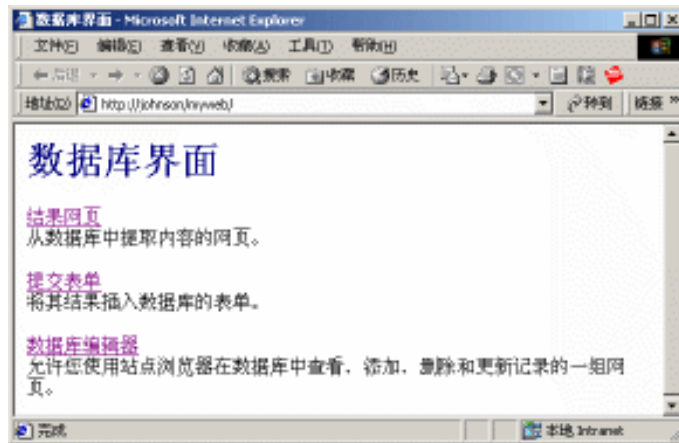 数据库界面 - Microsoft Internet Explorer
文件(F) 编辑(E) 查看(V) 收藏(A) 工具(T) 帮助(H)
后退 搜索 收藏 历史
地址(D) http://johnson/myweb/ 转到 链接 »
数据库界面
结果网页
从数据库中提取内容的网页。
提交表单
将其结果插入数据库的表单。
数据库编辑器
允许您使用站点浏览器在数据库中查看、添加、删除和更新记录的一组网
页。
完成 本地 Intranet